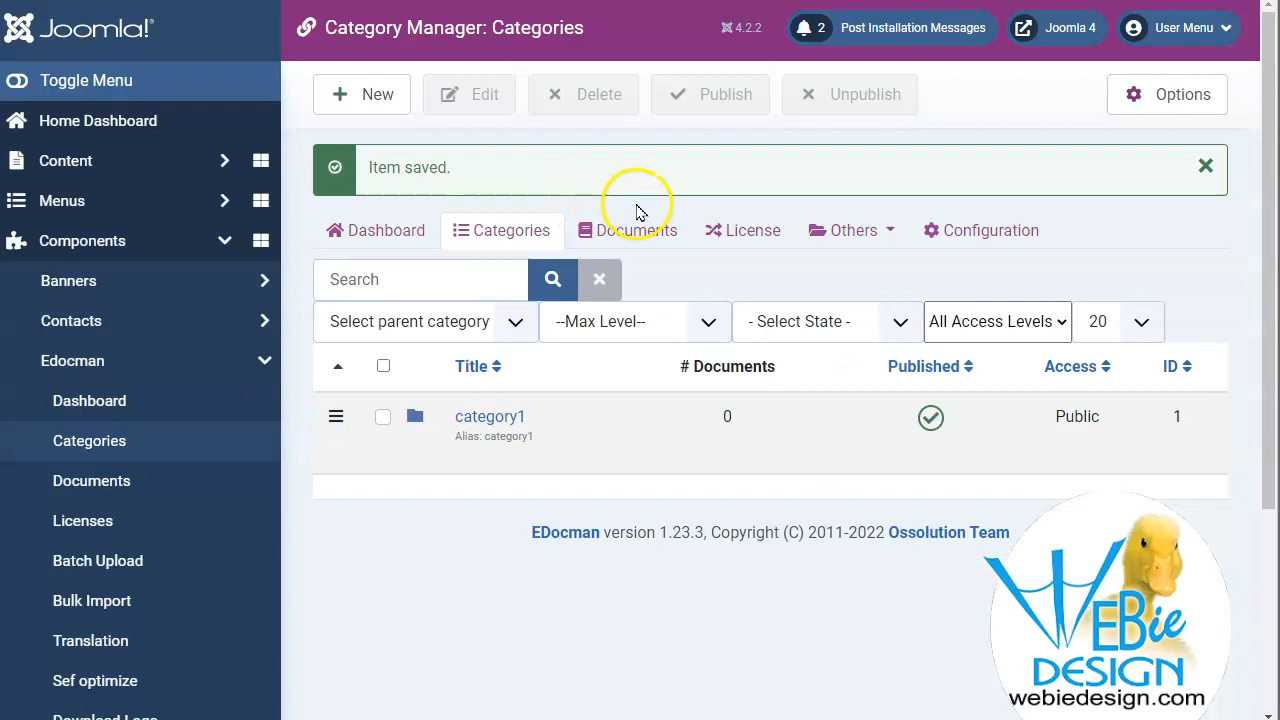 Joomla!
Category Manager: Categories
4.2.2
2 Post Installation Messages
Joomla 4
User Menu
Toggle Menu
Home Dashboard
Content
Menus
Components
Banners
Contacts
Edocman
Dashboard
Categories
Documents
Licenses
Batch Upload
Bulk Import
Translation
Sef optimize
Download Logs
New Edit Delete Publish Unpublish Options
Item saved.
Dashboard Categories Documents License Others Configuration
Search
Select parent category --Max Level-- - Select State - All Access Levels 20
Title # Documents Published Access ID
category1 0 Public 1
Alias: category1
EDocman version 1.23.3, Copyright (C) 2011-2022 Ossolution Team
WEBie
DESIGN
webiedesign.com